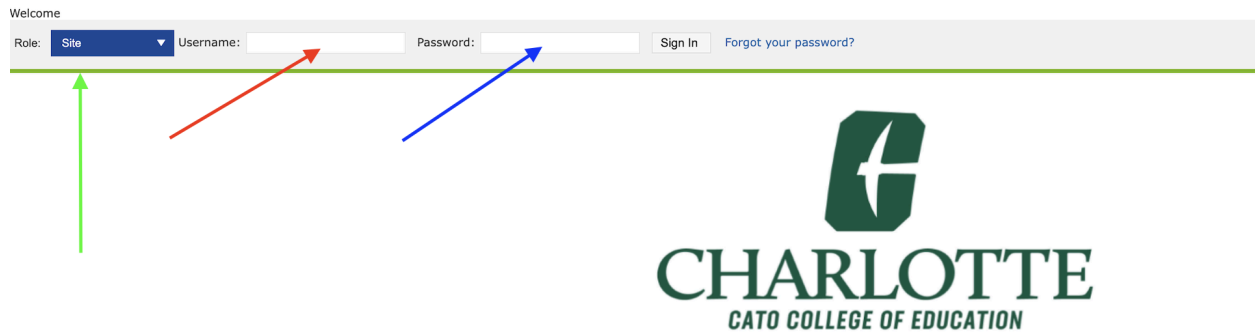 Welcome
Role: Site Username: Password: Sign In Forgot your password?
CHARLOTTE
CATO COLLEGE OF EDUCATION